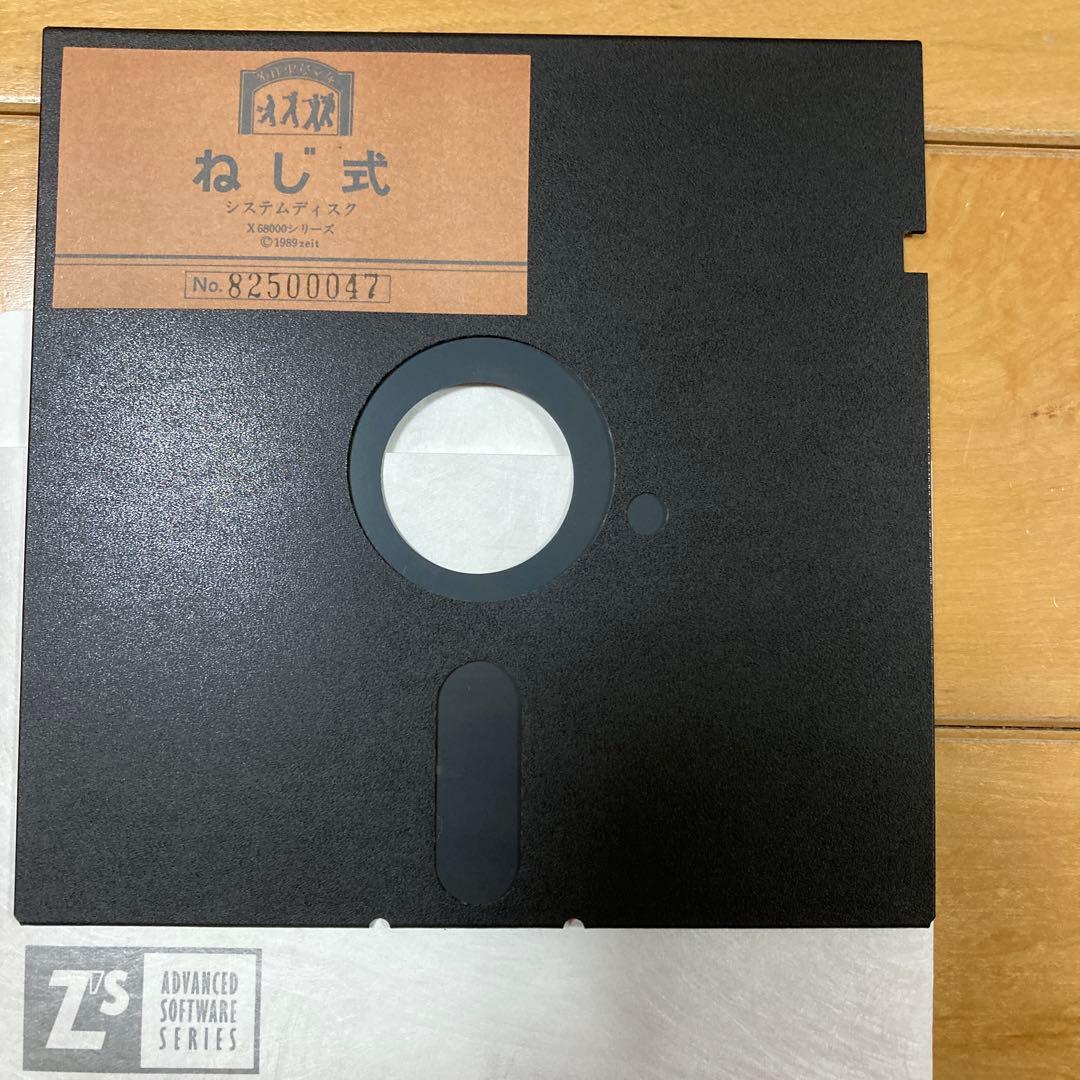 ねじ式
システムディスク
X68000シリーズ
©1989 zeit
No. 82500047
Z's
ADVANCED
SOFTWARE
SERIES